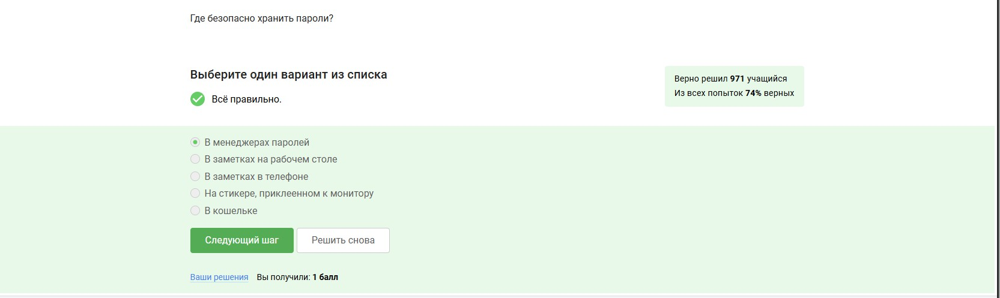 Где безопасно хранить пароли?
Выберите один вариант из списка
Верно решил 971 учащийся
Из всех попыток 74% верных
Всё правильно.
В менеджерах паролей
В заметках на рабочем столе
В заметках в телефоне
На стикере, приклеенном к монитору
В кошельке
Следующий шаг
Решить снова
Ваши решения Вы получили: 1 балл